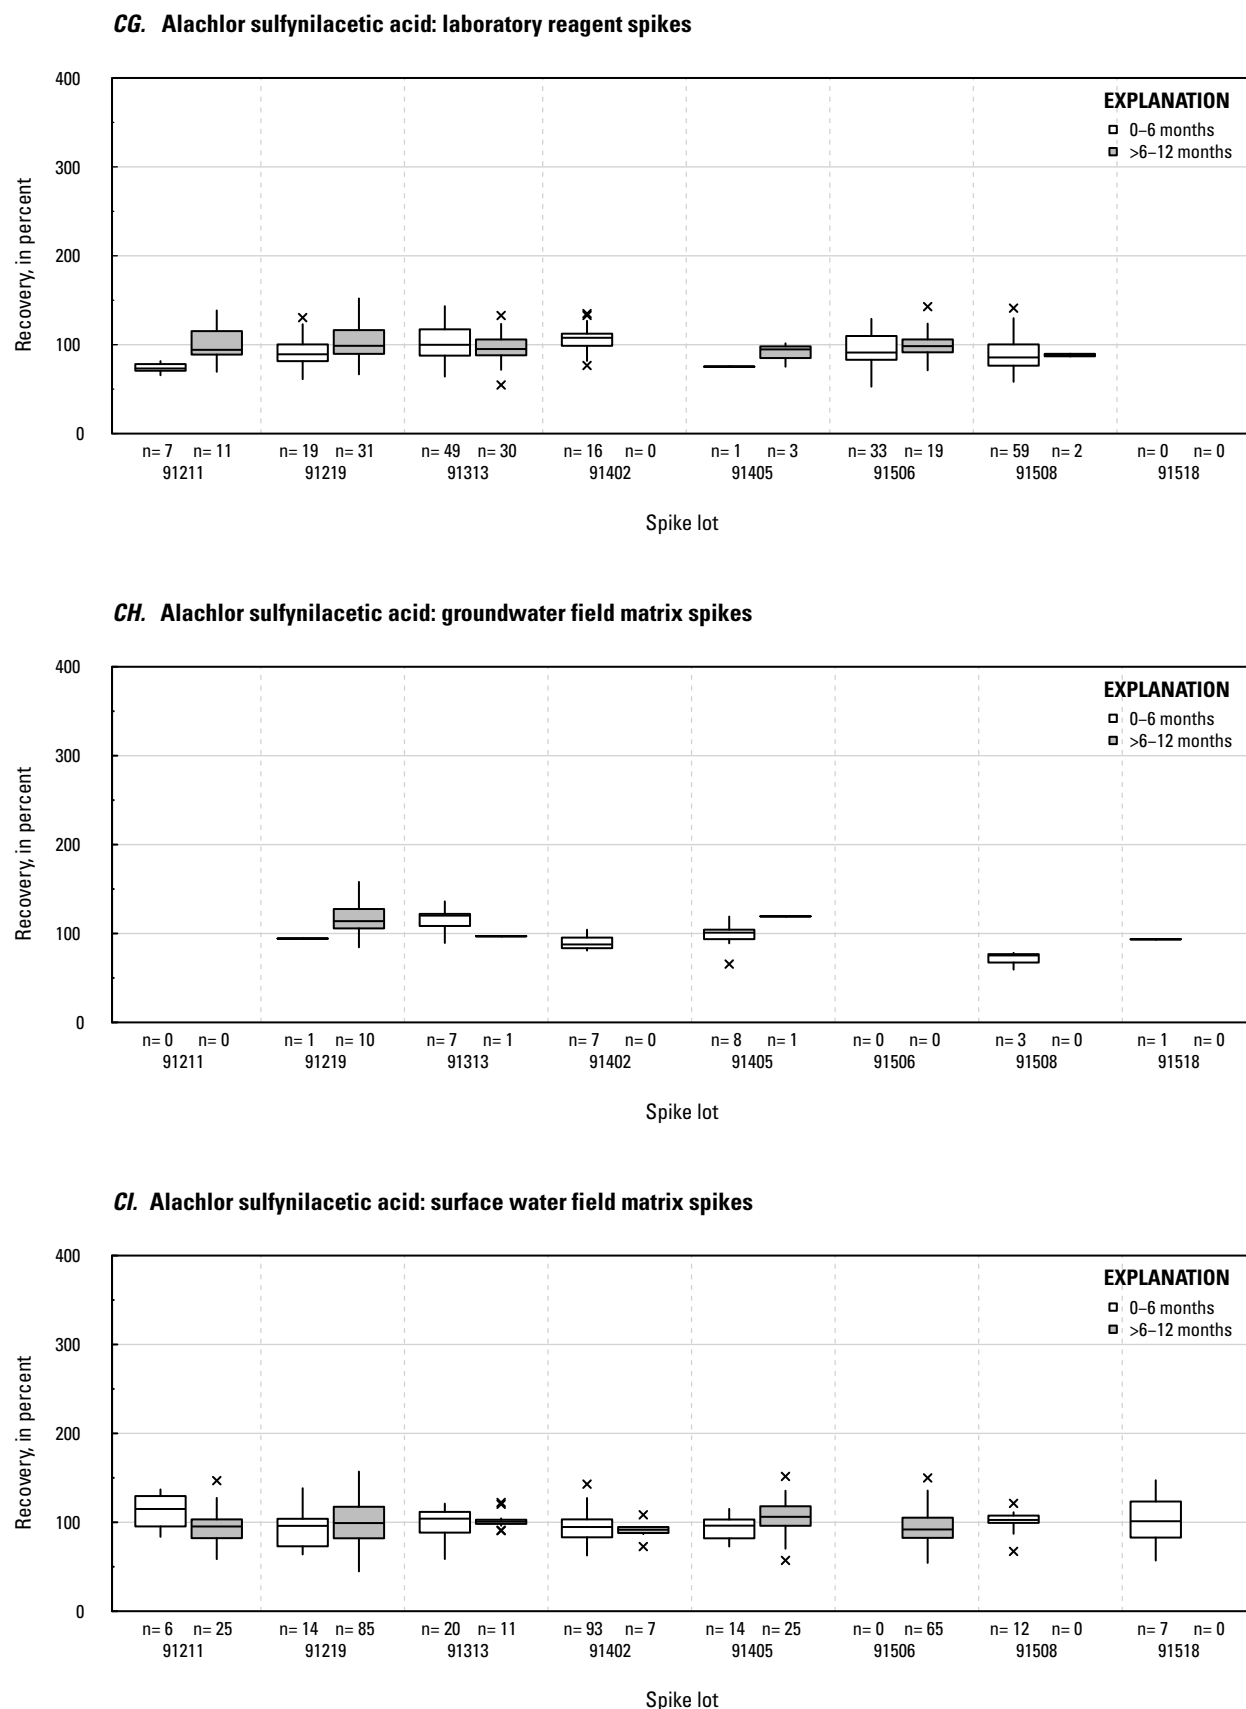 CG. Alachlor sulfynilacetic acid: laboratory reagent spikes
400
300
200
100
0
Recovery, in percent
EXPLANATION
0–6 months
>6–12 months
n= 7 n= 11 n= 19 n= 31 n= 49 n= 30 n= 16 n= 0 n= 1 n= 3 n= 33 n= 19 n= 59 n= 2 n= 0 n= 0
91211 91219 91313 91402 91405 91506 91508 91518
Spike lot
CH. Alachlor sulfynilacetic acid: groundwater field matrix spikes
400
300
200
100
0
Recovery, in percent
EXPLANATION
0–6 months
>6–12 months
n= 0 n= 0 n= 1 n= 10 n= 7 n= 1 n= 7 n= 0 n= 8 n= 1 n= 0 n= 0 n= 3 n= 0 n= 1 n= 0
91211 91219 91313 91402 91405 91506 91508 91518
Spike lot
CI. Alachlor sulfynilacetic acid: surface water field matrix spikes
400
300
200
100
0
Recovery, in percent
EXPLANATION
0–6 months
>6–12 months
n= 6 n= 25 n= 14 n= 85 n= 20 n= 11 n= 93 n= 7 n= 14 n= 25 n= 0 n= 65 n= 12 n= 0 n= 7 n= 0
91211 91219 91313 91402 91405 91506 91508 91518
Spike lot